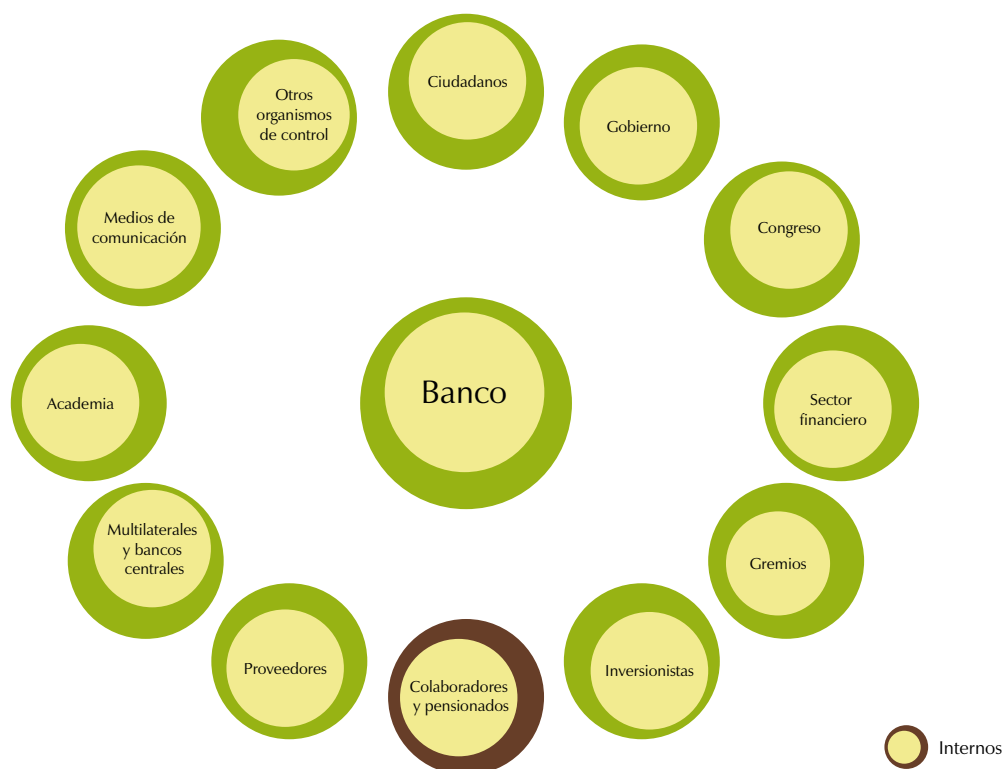 Ciudadanos
Gobierno
Congreso
Sector
financiero
Gremios
Inversionistas
Colaboradores
y pensionados
Proveedores
Multilaterales
y bancos
centrales
Academia
Medios de
comunicación
Otros
organismos
de control
Banco
Internos